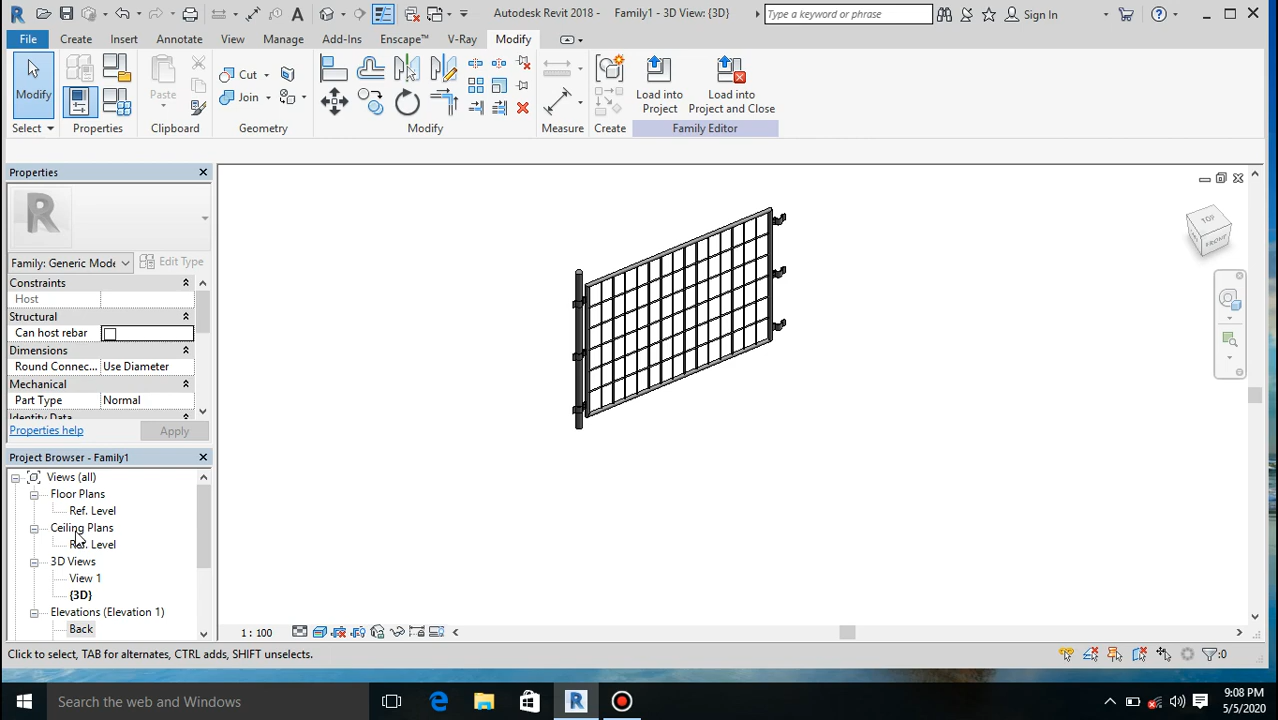 Autodesk Revit 2018 - Family1 - 3D View: {3D}
Type a keyword or phrase
Sign In
File Create Insert Annotate View Manage Add-Ins Enscape™ V-Ray Modify
Modify
Paste
Cut
Join
Load into Project
Load into Project and Close
Create
Select Properties Clipboard Geometry Modify Measure Create Family Editor
Properties
Family: Generic Mode
Edit Type
Constraints
Host
Structural
Can host rebar
Dimensions
Round Connec... Use Diameter
Mechanical
Part Type Normal
Identity Data
Properties help
Apply
Project Browser - Family1
Views (all)
Floor Plans
Ref. Level
Ceiling Plans
Ref. Level
3D Views
View 1
{3D}
Elevations (Elevation 1)
Back
TOP
FRONT
1 : 100
Click to select, TAB for alternates, CTRL adds, SHIFT unselects.
:0
Search the web and Windows
9:08 PM
5/5/2020